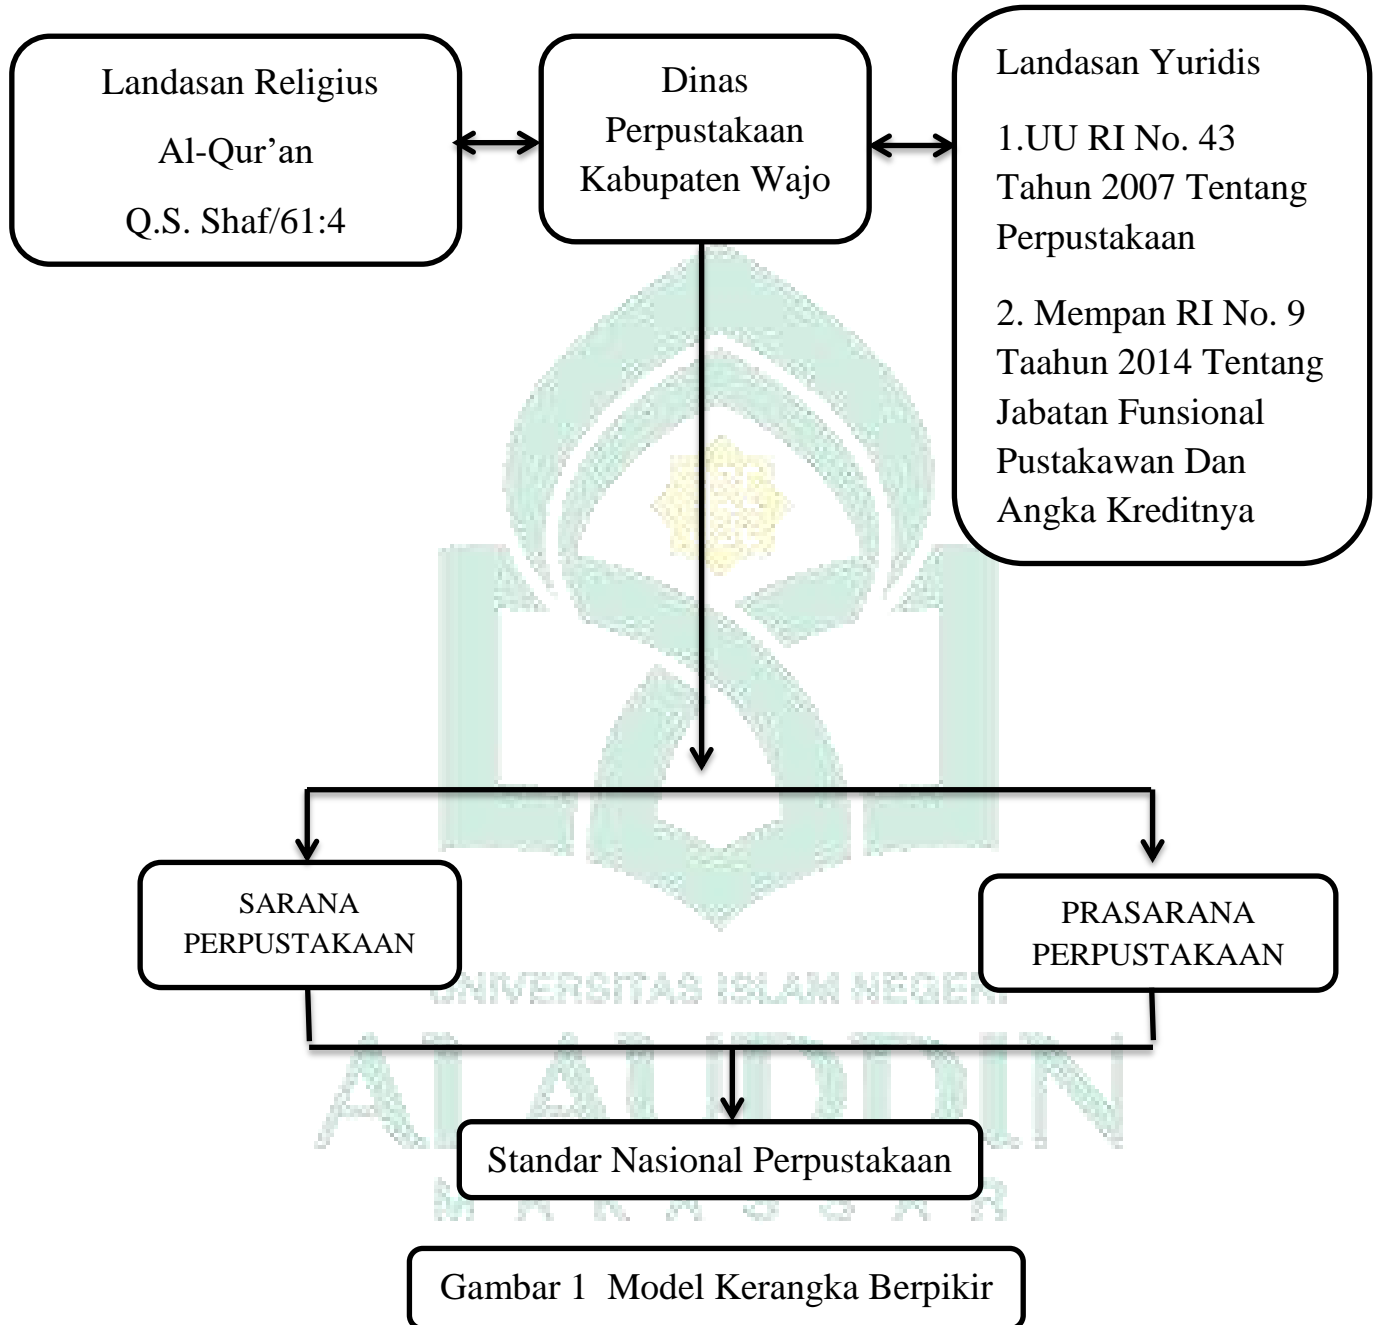 Landasan Religius
Al-Qur’an
Q.S. Shaf/61:4
Dinas
Perpustakaan
Kabupaten Wajo
Landasan Yuridis
1.UU RI No. 43
Tahun 2007 Tentang
Perpustakaan
2. Mempan RI No. 9
Taahun 2014 Tentang
Jabatan Funsional
Pustakawan Dan
Angka Kreditnya
SARANA
PERPUSTAKAAN
PRASARANA
PERPUSTAKAAN
UNIVERSITAS ISLAM NEGERI
ALAUDDIN
Standar Nasional Perpustakaan
MAKASSAR
Gambar 1  Model Kerangka Berpikir